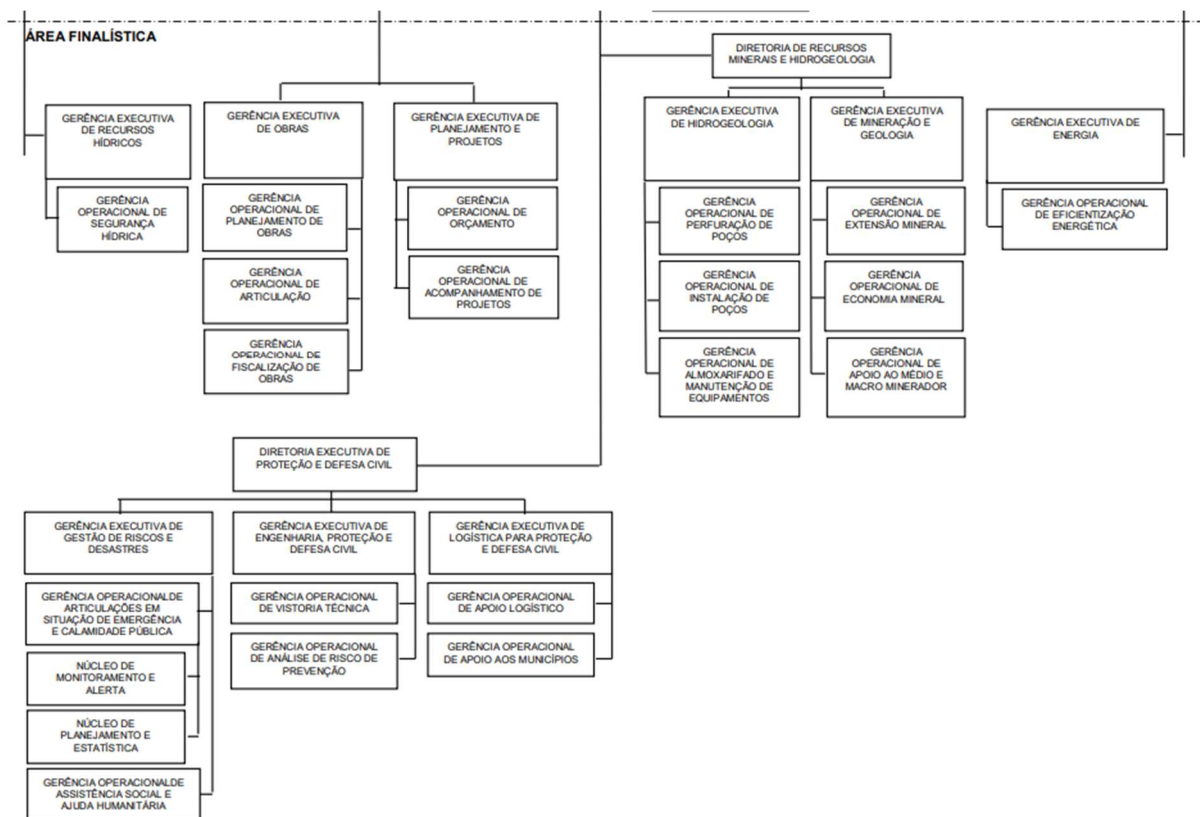 ÁREA FINALÍSTICA
DIRETORIA DE RECURSOS
MINERAIS E HIDROGEOLOGIA
GERÊNCIA EXECUTIVA
DE RECURSOS
HÍDRICOS
GERÊNCIA
OPERACIONAL DE
SEGURANÇA
HÍDRICA
GERÊNCIA EXECUTIVA
DE OBRAS
GERÊNCIA
OPERACIONAL DE
PLANEJAMENTO DE
OBRAS
GERÊNCIA
OPERACIONAL DE
ARTICULAÇÃO
GERÊNCIA
OPERACIONAL DE
FISCALIZAÇÃO DE
OBRAS
GERÊNCIA EXECUTIVA DE
PLANEJAMENTO E
PROJETOS
GERÊNCIA
OPERACIONAL DE
ORÇAMENTO
GERÊNCIA
OPERACIONAL DE
ACOMPANHAMENTO DE
PROJETOS
GERÊNCIA EXECUTIVA
DE HIDROGEOLOGIA
GERÊNCIA
OPERACIONAL DE
PERFURAÇÃO DE
POÇOS
GERÊNCIA
OPERACIONAL DE
INSTALAÇÃO DE
POÇOS
GERÊNCIA
OPERACIONAL DE
ALMOXARIFADO E
MANUTENÇÃO DE
EQUIPAMENTOS
GERÊNCIA EXECUTIVA
DE MINERAÇÃO E
GEOLOGIA
GERÊNCIA
OPERACIONAL DE
EXTENSÃO MINERAL
GERÊNCIA
OPERACIONAL DE
ECONOMIA MINERAL
GERÊNCIA
OPERACIONAL DE
APOIO AO MÉDIO E
MACRO MINERADOR
GERÊNCIA EXECUTIVA DE
ENERGIA
GERÊNCIA OPERACIONAL
DE EFICIENTIZAÇÃO
ENERGÉTICA
DIRETORIA EXECUTIVA DE
PROTEÇÃO E DEFESA CIVIL
GERÊNCIA EXECUTIVA DE
GESTÃO DE RISCOS E
DESASTRES
GERÊNCIA OPERACIONALDE
ARTICULAÇÕES EM
SITUAÇÃO DE EMERGÊNCIA
E CALAMIDADE PÚBLICA
NÚCLEO DE
MONITORAMENTO E
ALERTA
NÚCLEO DE
PLANEJAMENTO E
ESTATÍSTICA
GERÊNCIA OPERACIONALDE
ASSISTÊNCIA SOCIAL E
AJUDA HUMANITÁRIA
GERÊNCIA EXECUTIVA DE
ENGENHARIA, PROTEÇÃO E
DEFESA CIVIL
GERÊNCIA OPERACIONAL
DE VISTORIA TÉCNICA
GERÊNCIA OPERACIONAL
DE ANÁLISE DE RISCO DE
PREVENÇÃO
GERÊNCIA EXECUTIVA DE
LOGÍSTICA PARA PROTEÇÃO
E DEFESA CIVIL
GERÊNCIA OPERACIONAL
DE APOIO LOGÍSTICO
GERÊNCIA OPERACIONAL
DE APOIO AOS MUNICÍPIOS